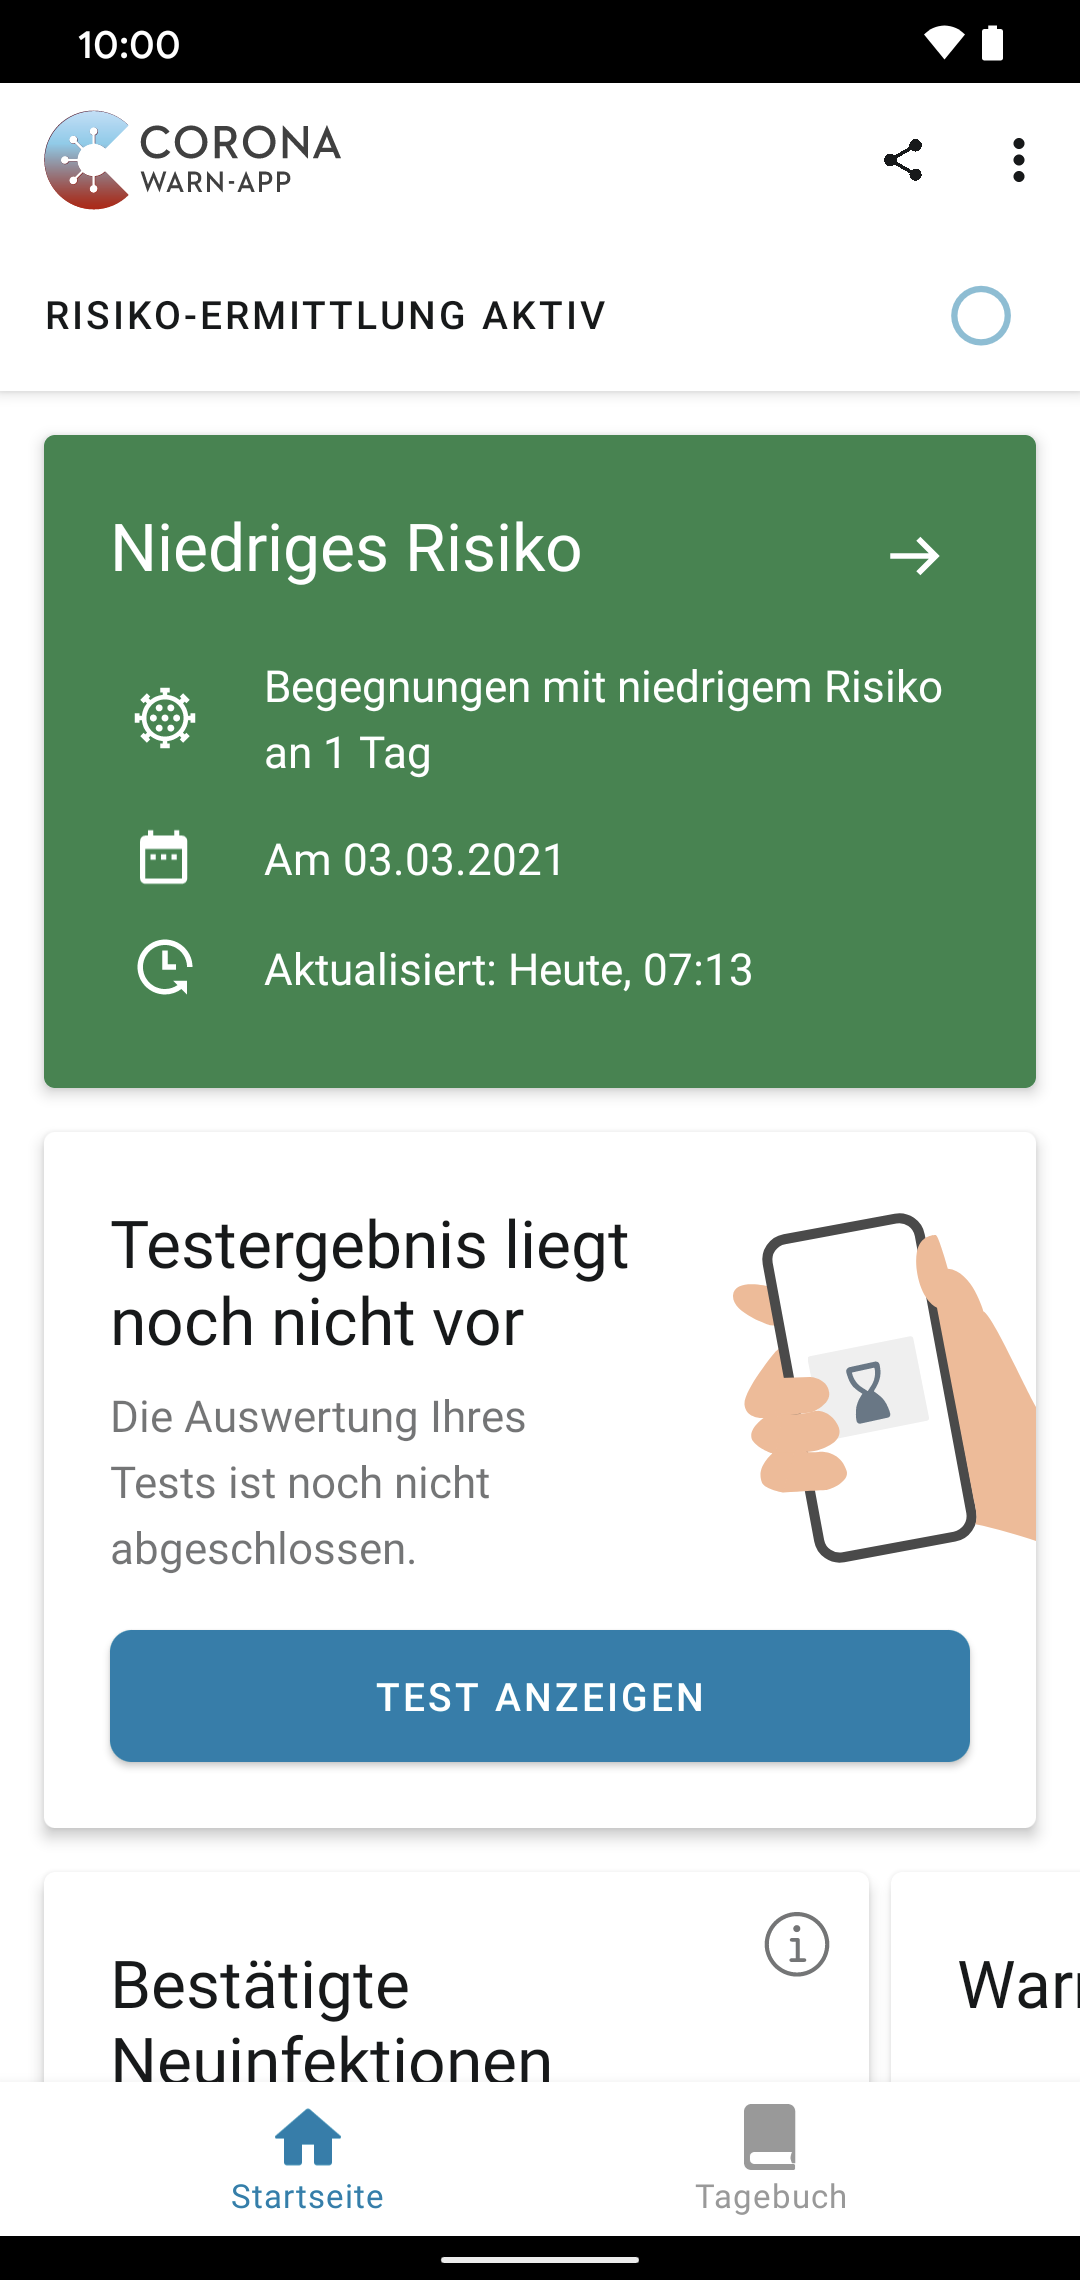 10:00
CORONA
WARN-APP
RISIKO-ERMITTLUNG AKTIV
Niedriges Risiko
Begegnungen mit niedrigem Risiko
an 1 Tag
Am 03.03.2021
Aktualisiert: Heute, 07:13
Testergebnis liegt
noch nicht vor
Die Auswertung Ihres
Tests ist noch nicht
abgeschlossen.
TEST ANZEIGEN
Bestätigte
Neuinfektionen
Startseite
Tagebuch